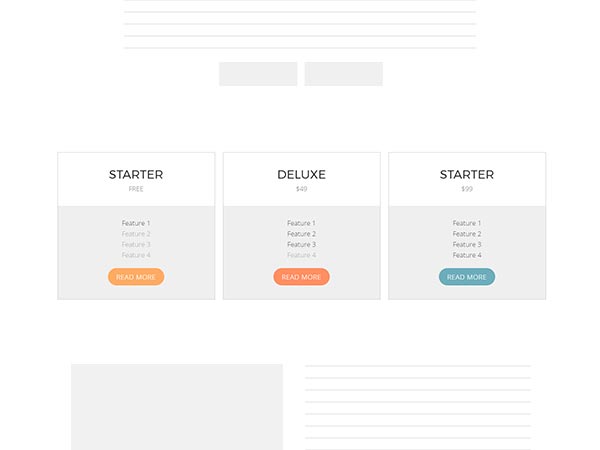 STARTER
FREE
Feature 1
Feature 2
Feature 3
Feature 4
READ MORE
DELUXE
$49
Feature 1
Feature 2
Feature 3
Feature 4
READ MORE
STARTER
$99
Feature 1
Feature 2
Feature 3
Feature 4
READ MORE